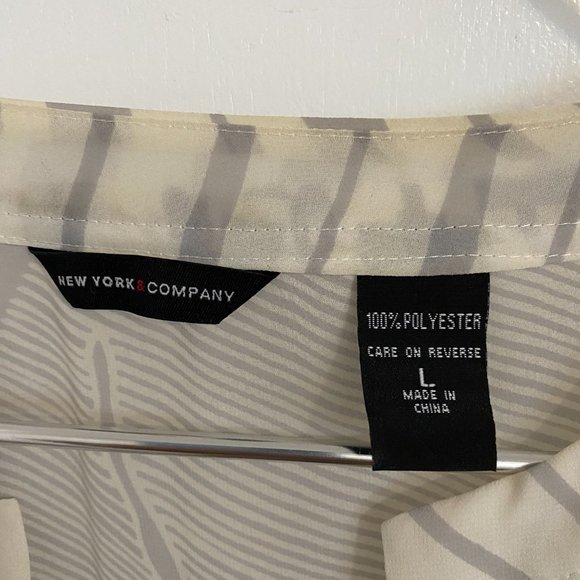 NEW YORK&COMPANY
100% POLYESTER
CARE ON REVERSE
L
MADE IN
CHINA